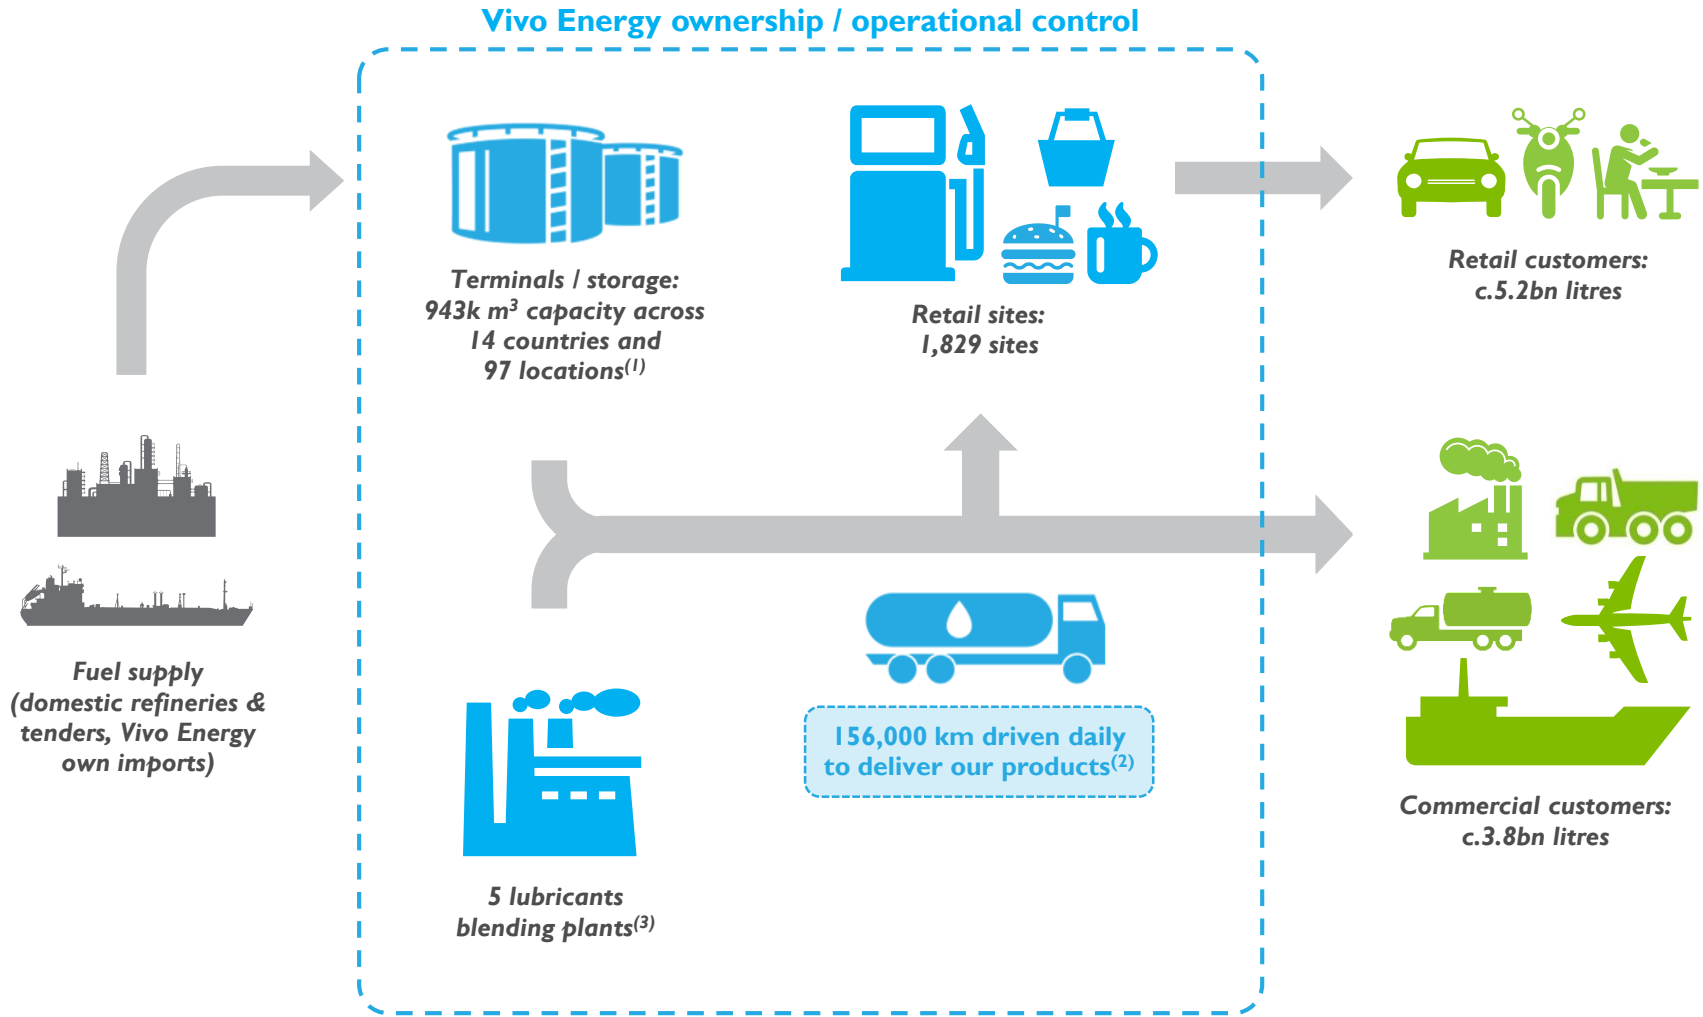 Vivo Energy ownership / operational control
Terminals / storage:
943k m³ capacity across
14 countries and
97 locations(1)
Retail sites:
1,829 sites
Retail customers:
c.5.2bn litres
Fuel supply
(domestic refineries &
tenders, Vivo Energy
own imports)
156,000 km driven daily
to deliver our products(2)
5 lubricants
blending plants(3)
Commercial customers:
c.3.8bn litres